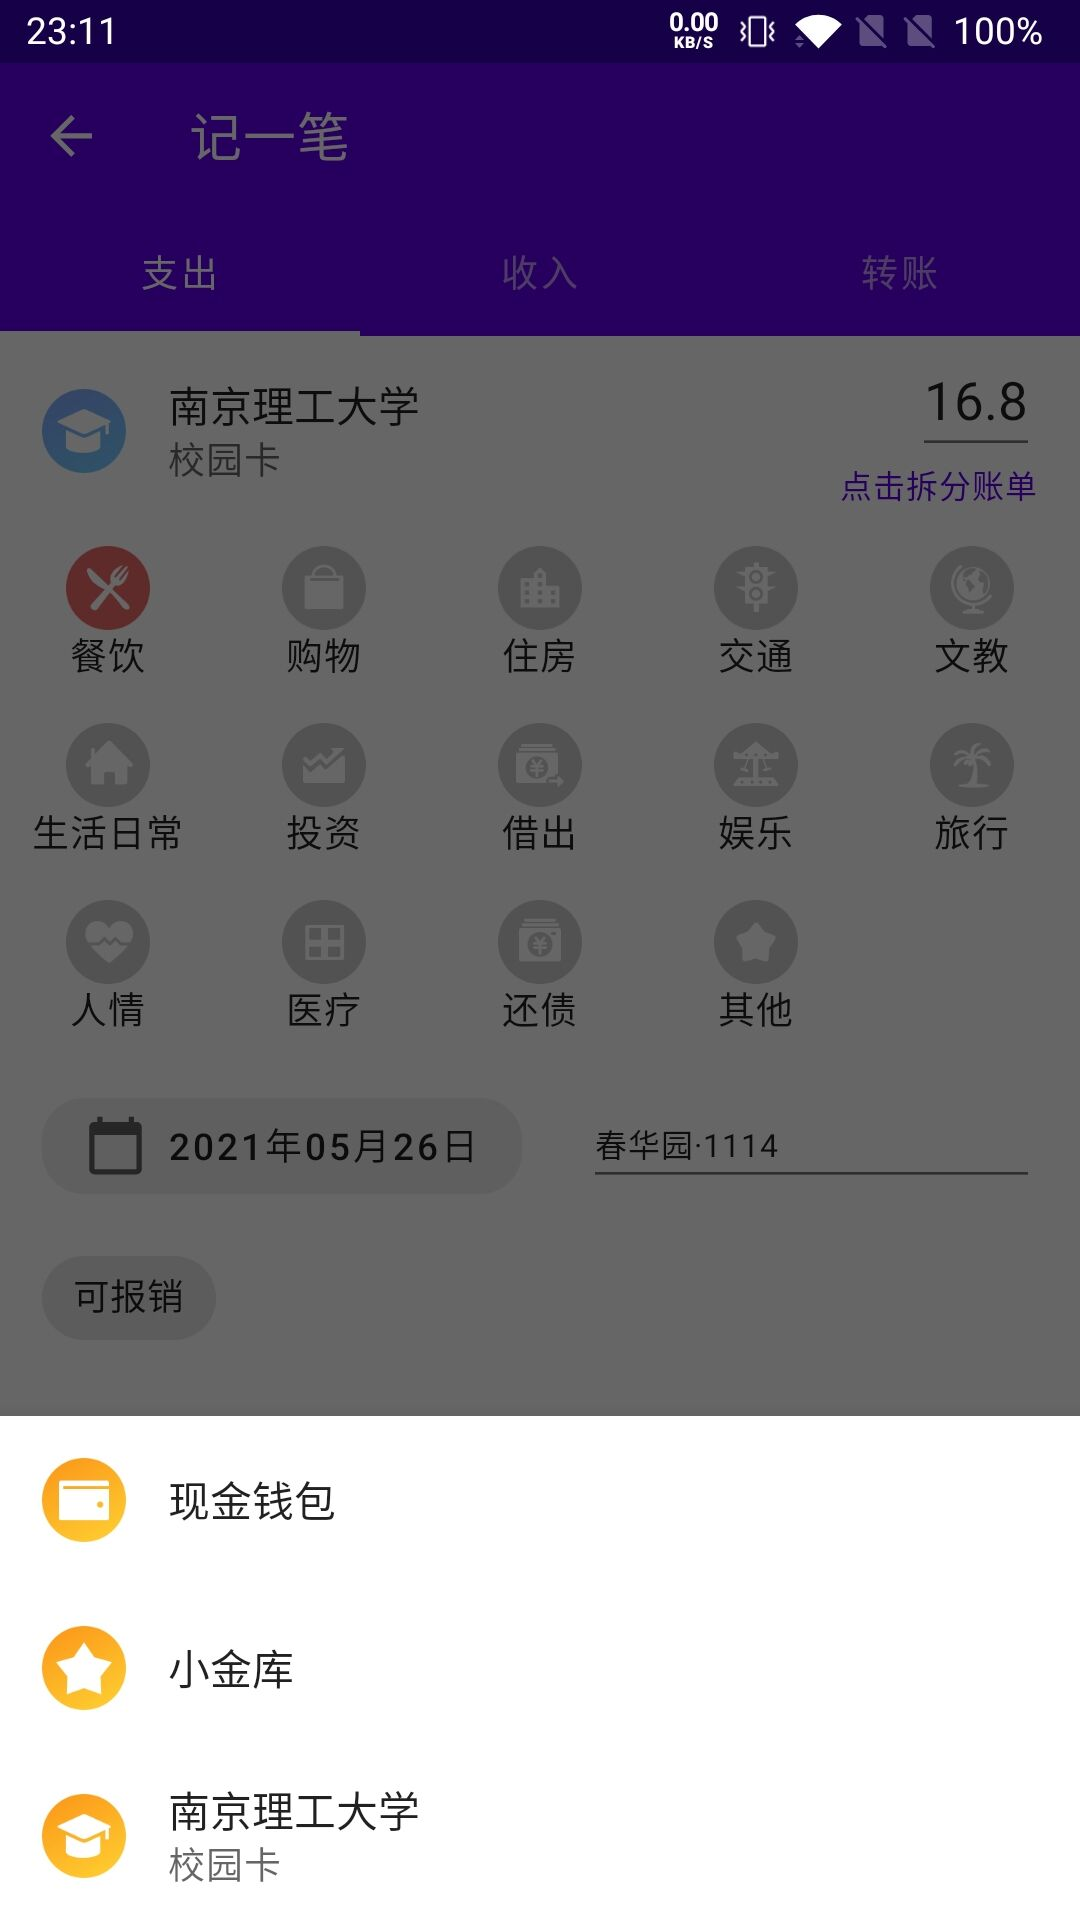 23:11 0.00 KB/S 100%
记一笔
支出 收入 转账
南京理工大学 16.8
校园卡
点击拆分账单
餐饮 购物 住房 交通 文教
生活日常 投资 借出 娱乐 旅行
人情 医疗 还债 其他
2021年05月26日 春华园·1114
可报销
现金钱包
小金库
南京理工大学
校园卡